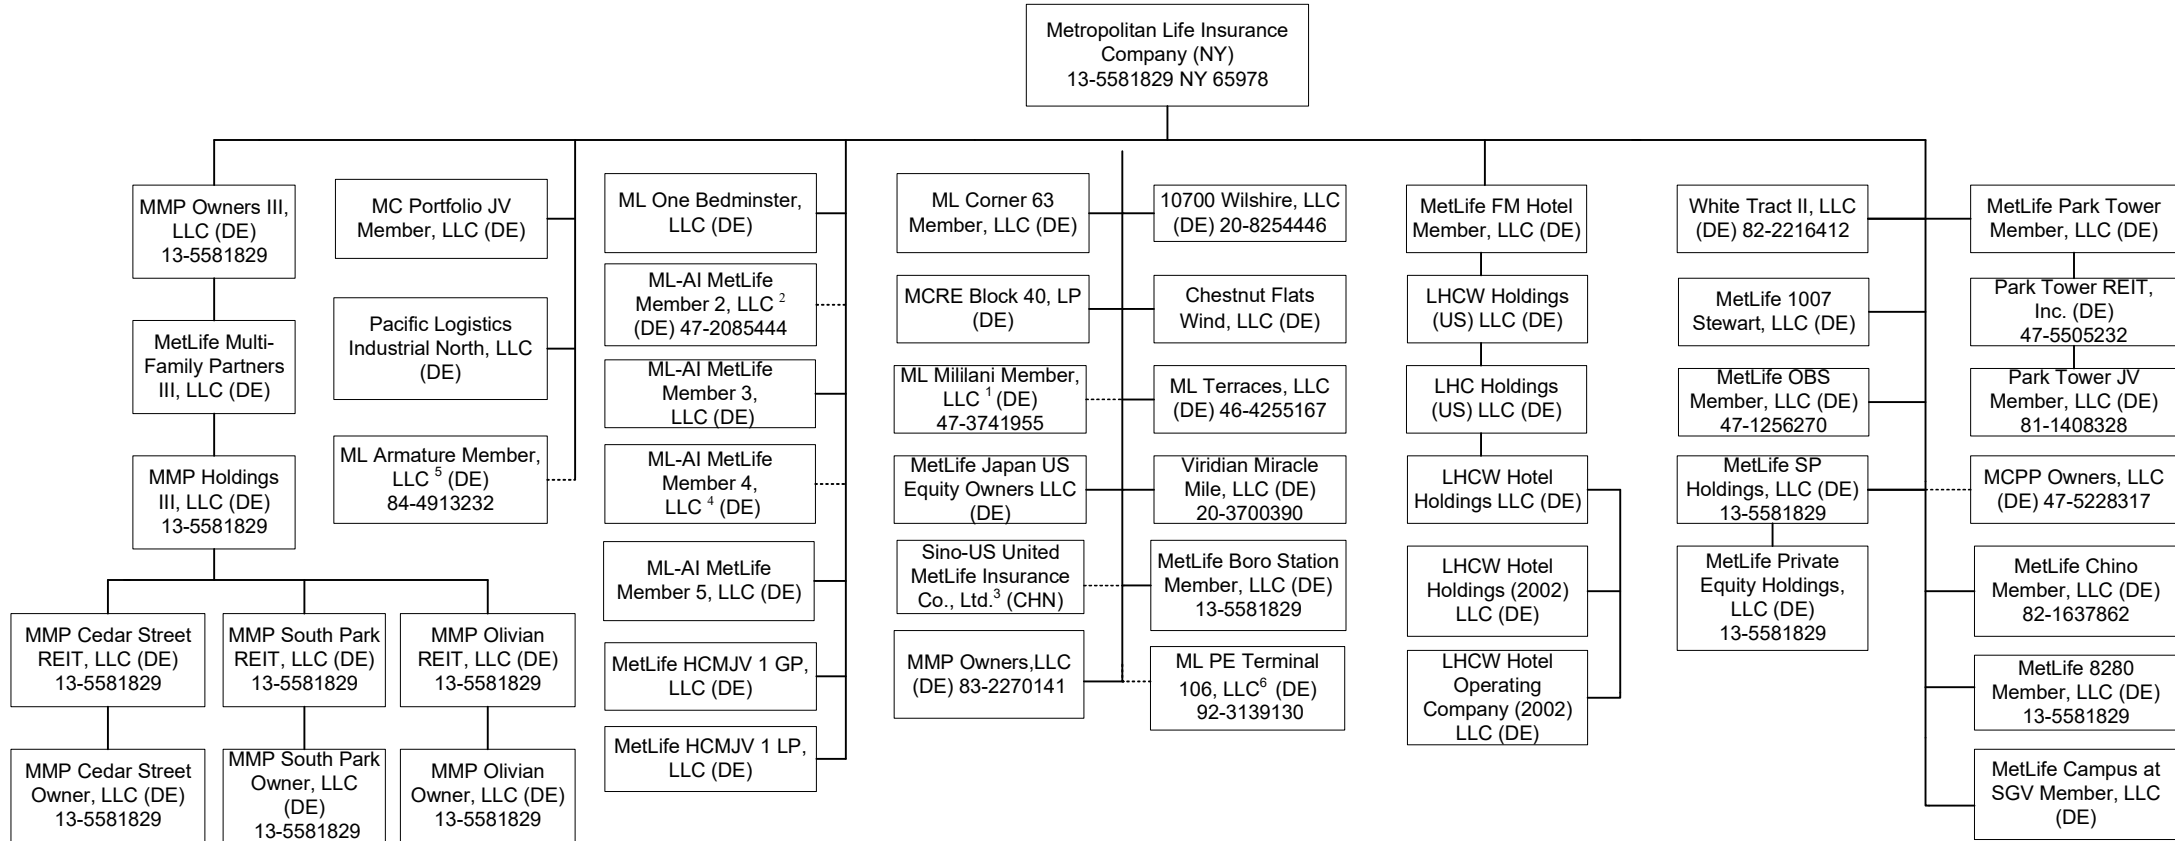 Metropolitan Life Insurance
Company (NY)
13-5581829 NY 65978
MMP Owners III,
LLC (DE)
13-5581829
MetLife Multi-
Family Partners
III, LLC (DE)
MMP Holdings
III, LLC (DE)
13-5581829
MMP Cedar Street
REIT, LLC (DE)
13-5581829
MMP South Park
REIT, LLC (DE)
13-5581829
MMP Olivian
REIT, LLC (DE)
13-5581829
MMP Cedar Street
Owner, LLC (DE)
13-5581829
MMP South Park
Owner, LLC
(DE)
13-5581829
MMP Olivian
Owner, LLC (DE)
13-5581829
MC Portfolio JV
Member, LLC (DE)
Pacific Logistics
Industrial North, LLC
(DE)
ML Armature Member,
LLC 5 (DE)
84-4913232
ML One Bedminster,
LLC (DE)
ML-AI MetLife
Member 2, LLC 2
(DE) 47-2085444
ML-AI MetLife
Member 3,
LLC (DE)
ML-AI MetLife
Member 4,
LLC 4 (DE)
ML-AI MetLife
Member 5, LLC (DE)
MetLife HCMJV 1 GP,
LLC (DE)
MetLife HCMJV 1 LP,
LLC (DE)
ML Corner 63
Member, LLC (DE)
MCRE Block 40, LP
(DE)
ML Mililani Member,
LLC 1 (DE)
47-3741955
MetLife Japan US
Equity Owners LLC
(DE)
Sino-US United
MetLife Insurance
Co., Ltd.3 (CHN)
MMP Owners,LLC
(DE) 83-2270141
10700 Wilshire, LLC
(DE) 20-8254446
Chestnut Flats
Wind, LLC (DE)
ML Terraces, LLC
(DE) 46-4255167
Viridian Miracle
Mile, LLC (DE)
20-3700390
MetLife Boro Station
Member, LLC (DE)
13-5581829
ML PE Terminal
106, LLC6 (DE)
92-3139130
MetLife FM Hotel
Member, LLC (DE)
LHCW Holdings
(US) LLC (DE)
LHC Holdings
(US) LLC (DE)
LHCW Hotel
Holdings LLC (DE)
LHCW Hotel
Holdings (2002)
LLC (DE)
LHCW Hotel
Operating
Company (2002)
LLC (DE)
White Tract II, LLC
(DE) 82-2216412
MetLife 1007
Stewart, LLC (DE)
MetLife OBS
Member, LLC (DE)
47-1256270
MetLife SP
Holdings, LLC (DE)
13-5581829
MetLife Private
Equity Holdings,
LLC (DE)
13-5581829
MetLife Park Tower
Member, LLC (DE)
Park Tower REIT,
Inc. (DE)
47-5505232
Park Tower JV
Member, LLC (DE)
81-1408328
MCPP Owners, LLC
(DE) 47-5228317
MetLife Chino
Member, LLC (DE)
82-1637862
MetLife 8280
Member, LLC (DE)
13-5581829
MetLife Campus at
SGV Member, LLC
(DE)